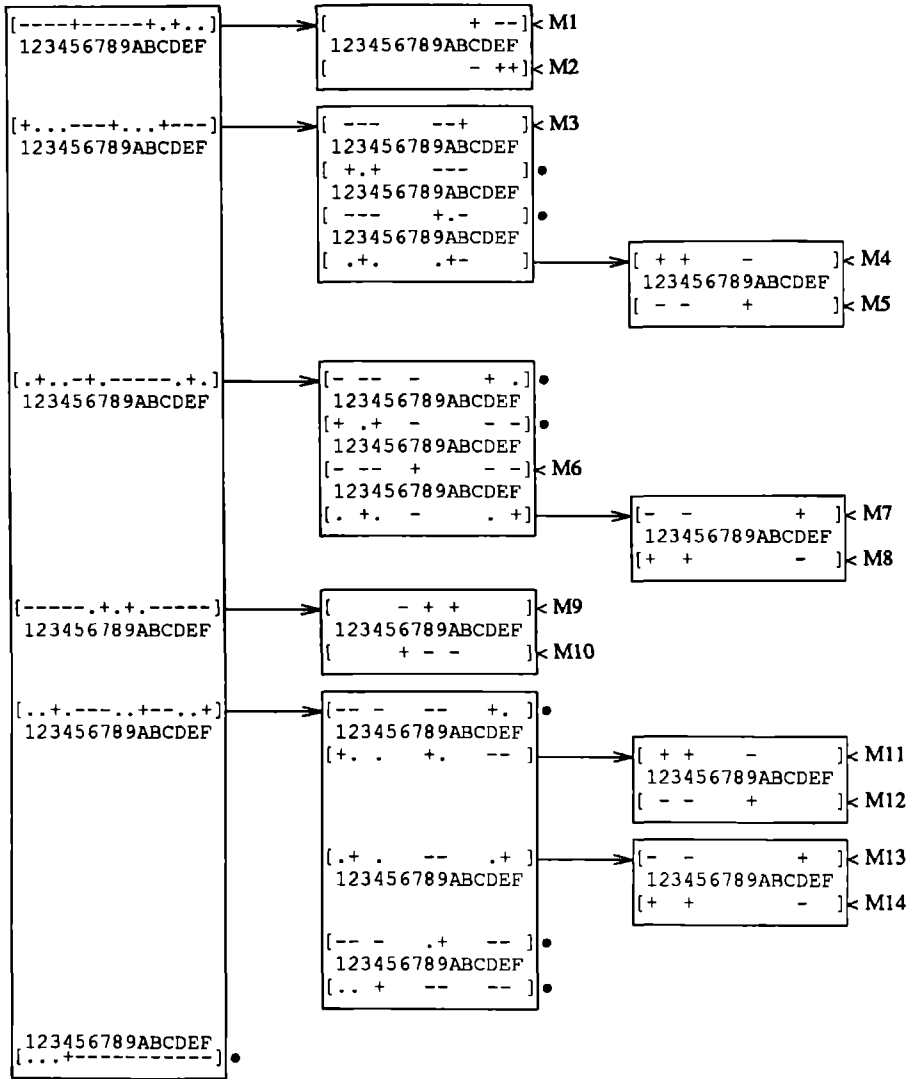 [----+-----+.+..]
123456789ABCDEF
[ + --]< M1
123456789ABCDEF
[ - ++]< M2
[+...---+...+---]
123456789ABCDEF
[ --- --+ ]< M3
123456789ABCDEF
[ +.+ --- ]
123456789ABCDEF
[ --- +.- ]
123456789ABCDEF
[ .+. .+- ]
[ + + - ]< M4
123456789ABCDEF
[ - - + ]< M5
[.+..-+.-----.+.]
123456789ABCDEF
[- -- - + .]
123456789ABCDEF
[+ .+ - - -]
123456789ABCDEF
[- -- + - -]< M6
123456789ABCDEF
[. +. - . +]
[- - + ]< M7
123456789ABCDEF
[+ + - ]< M8
[-----.+.+.-----]
123456789ABCDEF
[ - + + ]< M9
123456789ABCDEF
[ + - - ]< M10
[..+.---..+--..+]
123456789ABCDEF
[-- - -- +. ]
123456789ABCDEF
[+. . +. -- ]
[ + + - ]< M11
123456789ABCDEF
[ - - + ]< M12
[.+ . -- .+ ]
123456789ABCDEF
[- - + ]< M13
123456789ABCDEF
[+ + - ]< M14
[-- - .+ -- ]
123456789ABCDEF
[.. + -- -- ]
123456789ABCDEF
[...+-----------]